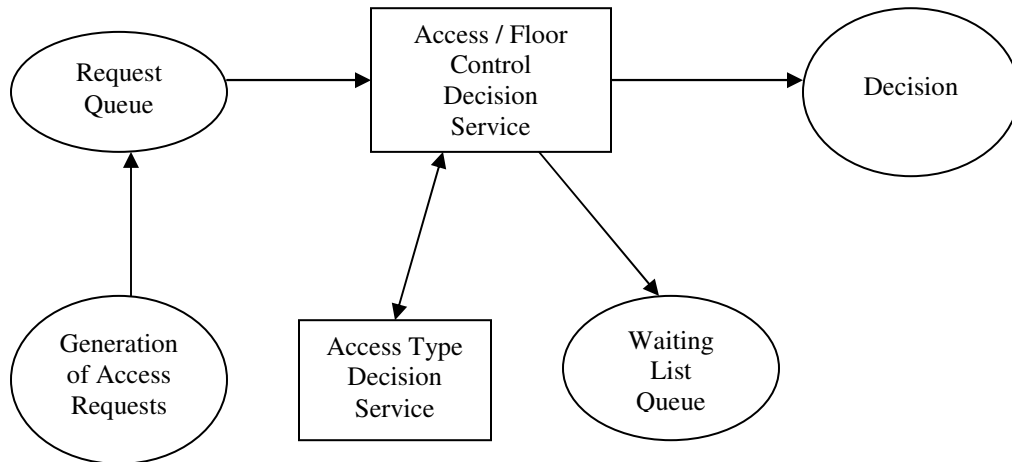 Request
Queue
Access / Floor
Control
Decision
Service
Decision
Generation
of Access
Requests
Access Type
Decision
Service
Waiting
List
Queue